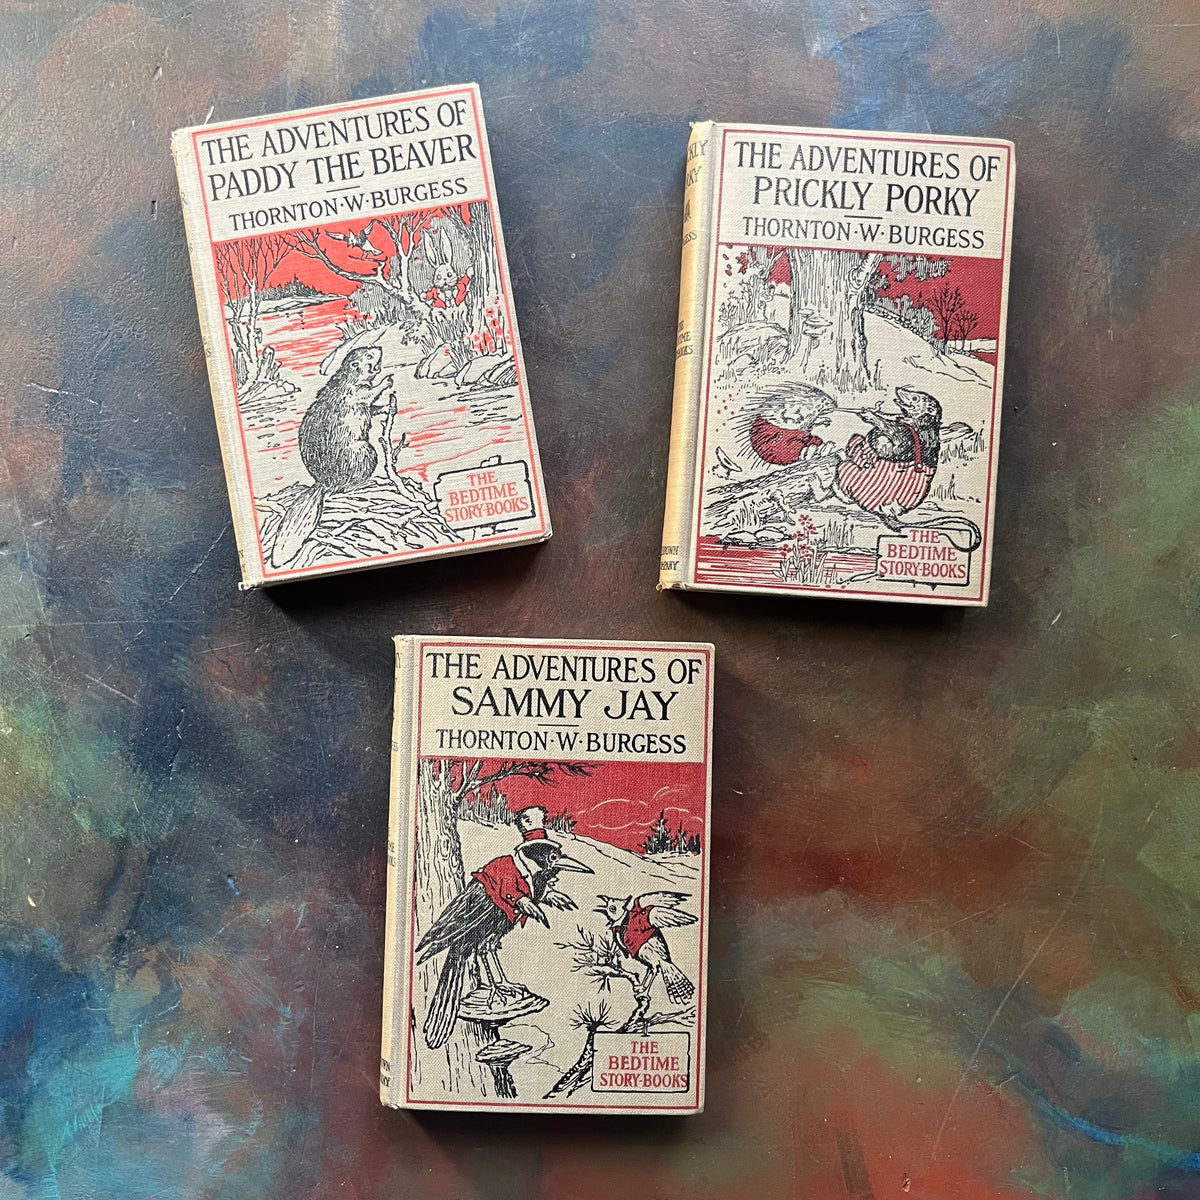 THE ADVENTURES OF
PADDY THE BEAVER
THORNTON·W·BURGESS
THE
BEDTIME
STORY-BOOKS
THE ADVENTURES OF
PRICKLY PORKY
THORNTON·W·BURGESS
THE
BEDTIME
STORY-BOOKS
THE ADVENTURES OF
SAMMY JAY
THORNTON·W·BURGESS
THE
BEDTIME
STORY-BOOKS